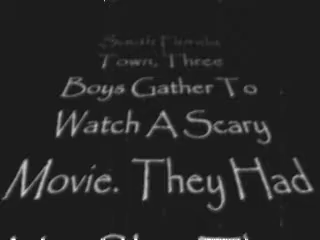 Town, Three
Boys Gather To
Watch A Scary
Movie. They Had